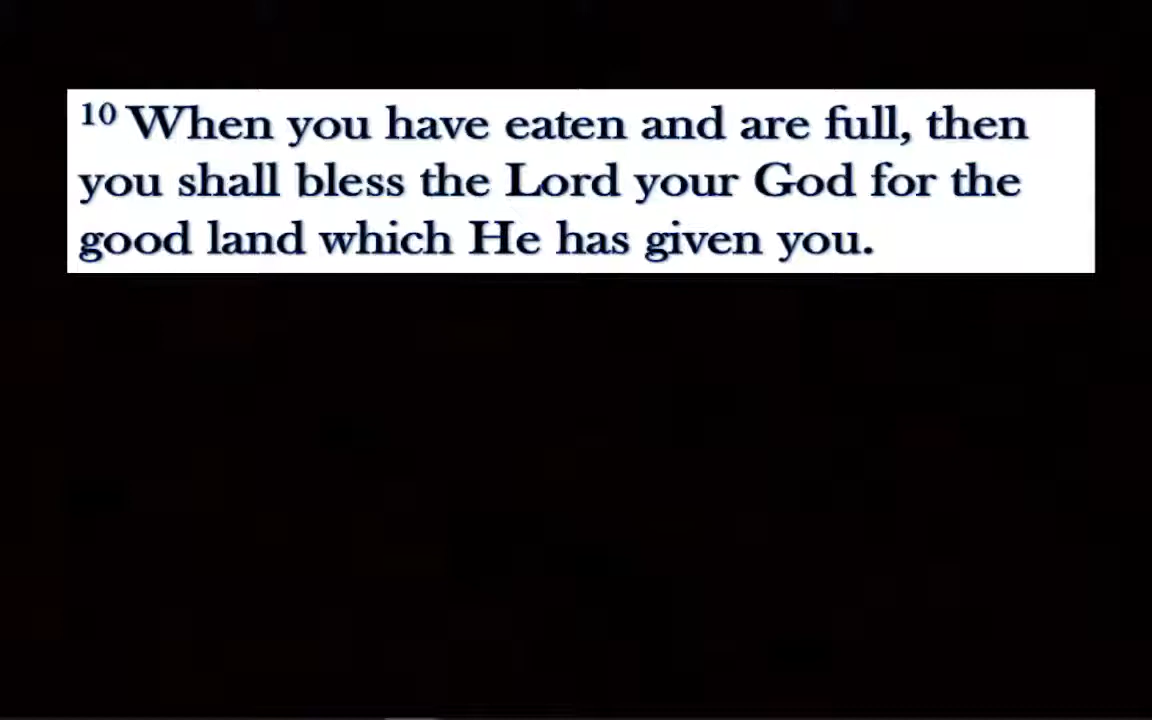 10 When you have eaten and are full, then
you shall bless the Lord your God for the
good land which He has given you.